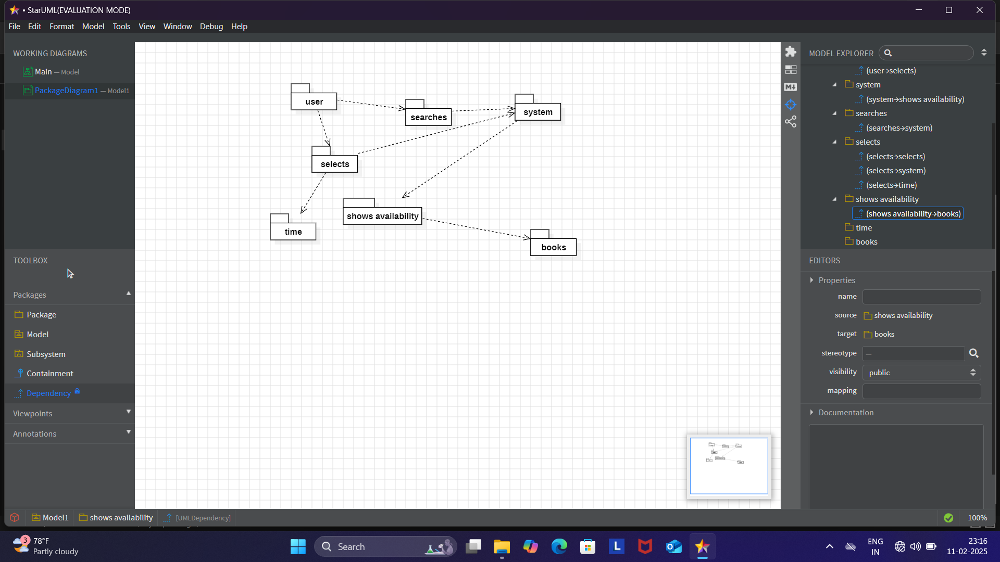 • StarUML(EVALUATION MODE)
File Edit Format Model Tools View Window Debug Help
WORKING DIAGRAMS
Main — Model
PackageDiagram1 — Model1
TOOLBOX
Packages
Package
Model
Subsystem
Containment
Dependency
Viewpoints
Annotations
user
searches
system
selects
shows availability
time
books
MODEL EXPLORER
(user→selects)
system
(system→shows availability)
searches
(searches→system)
selects
(selects→selects)
(selects→system)
(selects→time)
shows availability
(shows availability→books)
time
books
EDITORS
Properties
name
source shows availability
target books
stereotype —
visibility public
mapping
Documentation
Model1 shows availability [UMLDependency]
100%
3
78°F
Partly cloudy
Search
L
ENG
IN
23:16
11-02-2025